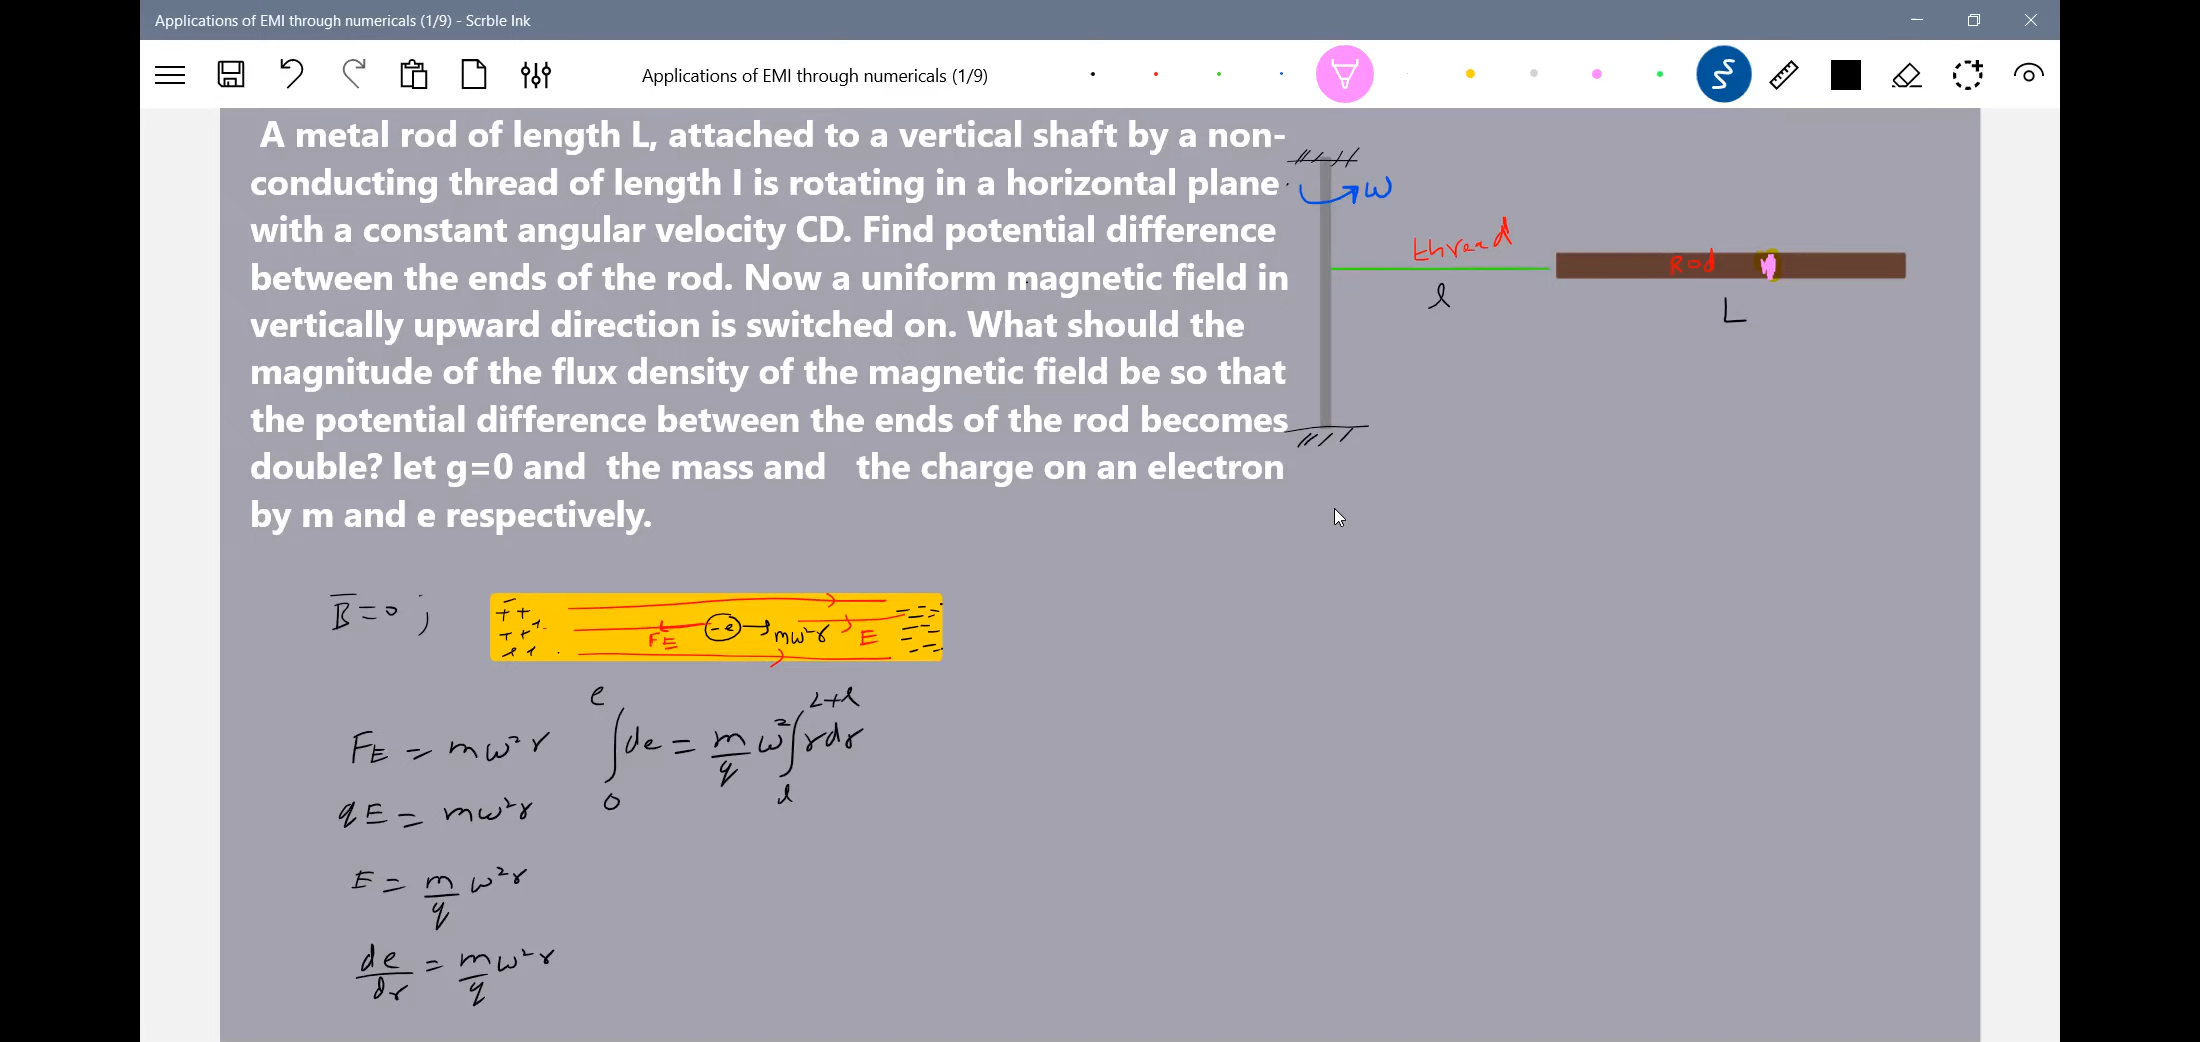 Applications of EMI through numericals (1/9) - Scrble Ink
Applications of EMI through numericals (1/9)
A metal rod of length L, attached to a vertical shaft by a non-
conducting thread of length I is rotating in a horizontal plane
with a constant angular velocity CD. Find potential difference
between the ends of the rod. Now a uniform magnetic field in
vertically upward direction is switched on. What should the
magnitude of the flux density of the magnetic field be so that
the potential difference between the ends of the rod becomes
double? let g=0 and the mass and the charge on an electron
by m and e respectively.
ω
thread
Rod
l
L
B̅ = 0 ;
++ ++ ++
F_E
-e
mω²r
E
F_E = mω²r
∫₀ᵉ de = m/q ω² ∫ₗ^(L+l) r dr
qE = mω²r
E = m/q ω²r
de/dr = m/q ω²r